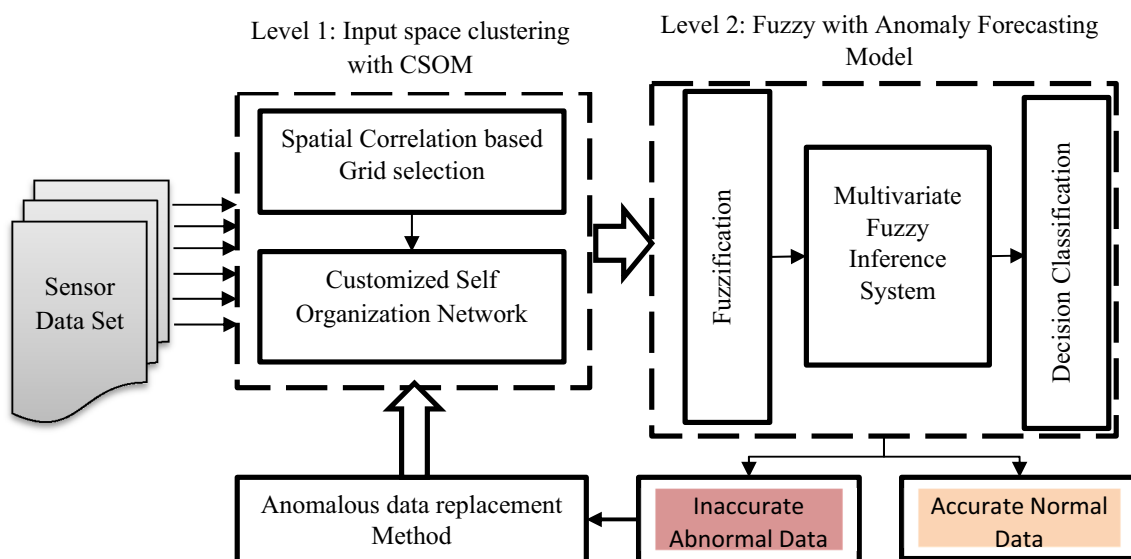 Level 1: Input space clustering
with CSOM
Level 2: Fuzzy with Anomaly Forecasting
Model
Sensor
Data Set
Spatial Correlation based
Grid selection
Customized Self
Organization Network
Fuzzification
Multivariate
Fuzzy
Inference
System
Decision Classification
Anomalous data replacement
Method
Inaccurate
Abnormal Data
Accurate Normal
Data